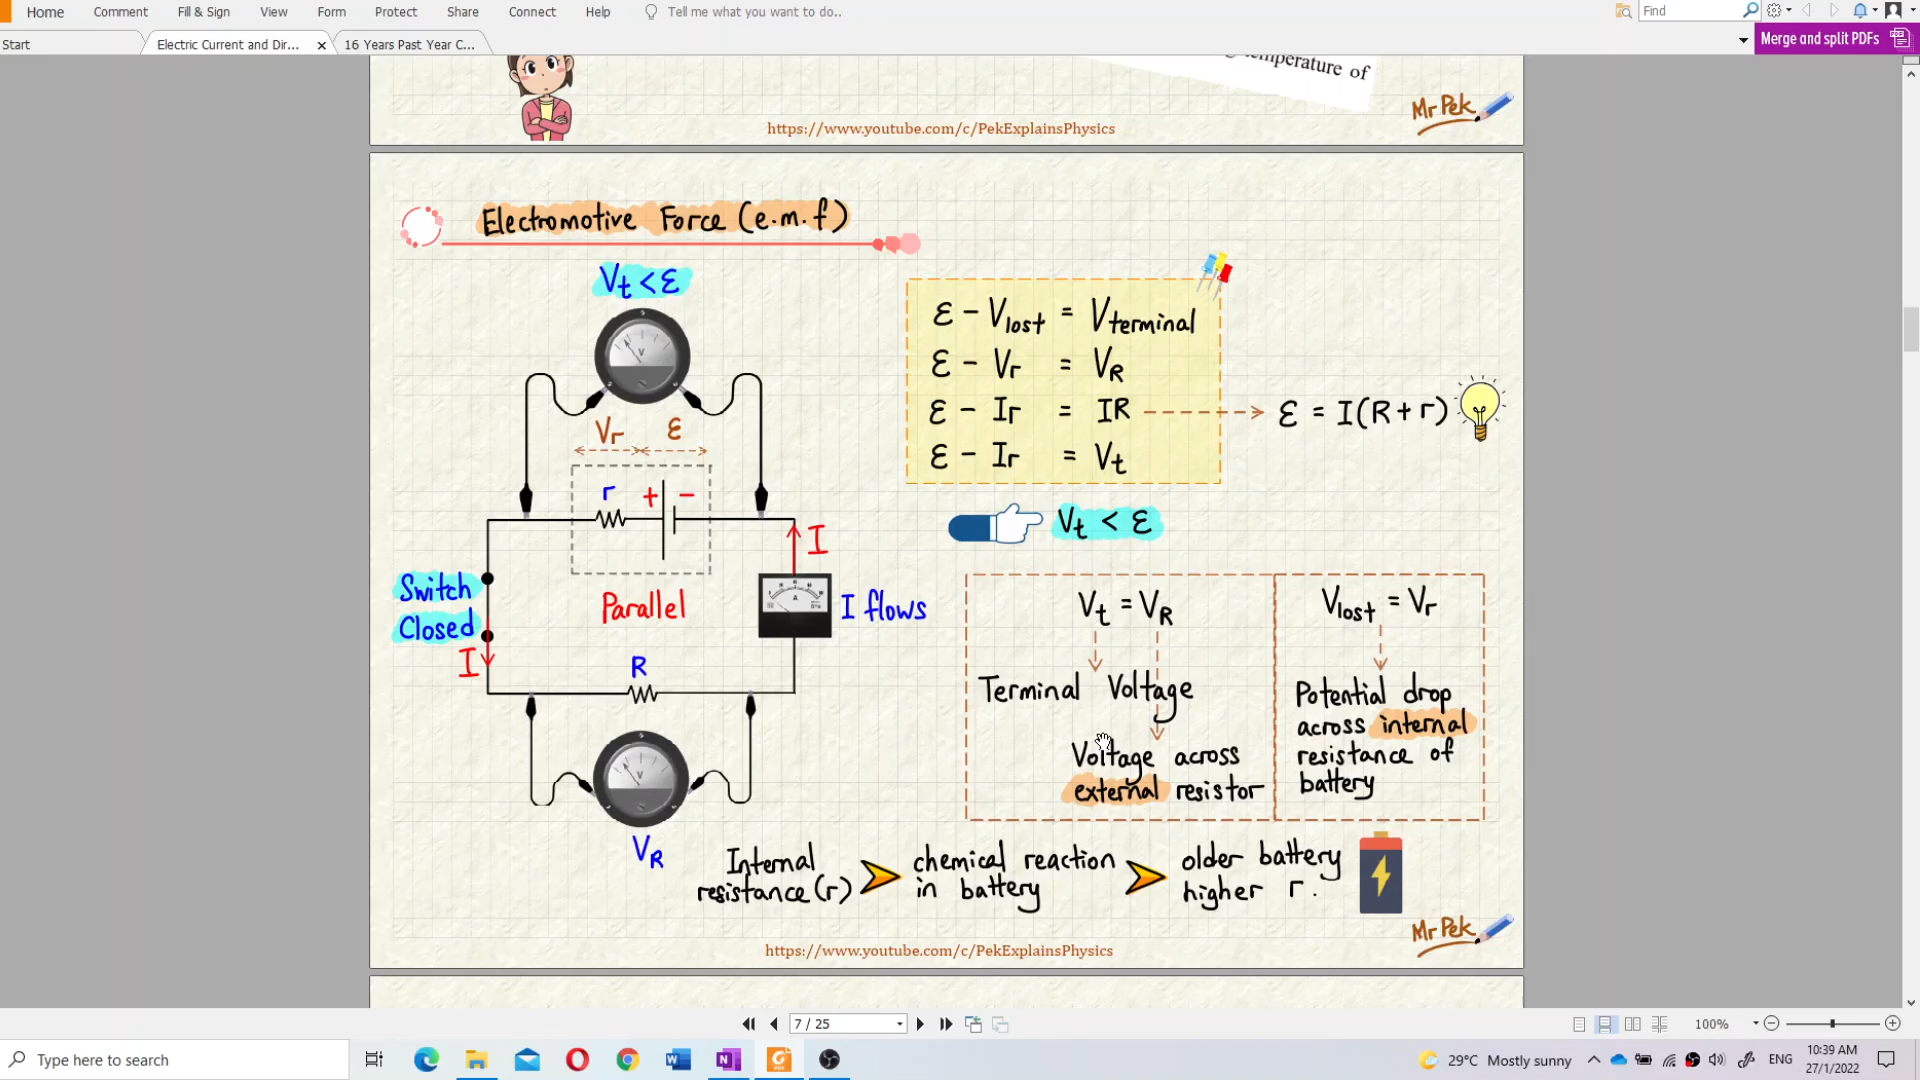 Home Comment Fill & Sign View Form Protect Share Connect Help Tell me what you want to do.. Find
Start Electric Current and Dir... 16 Years Past Year C... Merge and split PDFs
temperature of
Mr Pek
https://www.youtube.com/c/PekExplainsPhysics
Electromotive Force (e.m.f)
Vt < ε
V
Vr ε
r + -
I
Switch
Closed
I
Parallel
A
I flows
R
V
VR
ε - Vlost = Vterminal
ε - Vr = VR
ε - Ir = IR
ε = I(R + r)
ε - Ir = Vt
Vt < ε
Vt = VR
Terminal Voltage
Voltage across
external resistor
Vlost = Vr
Potential drop
across internal
resistance of
battery
Internal
resistance (r)
chemical reaction
in battery
older battery
higher r.
Mr Pek
https://www.youtube.com/c/PekExplainsPhysics
7 / 25
100%
Type here to search
29°C Mostly sunny
ENG
10:39 AM
27/1/2022